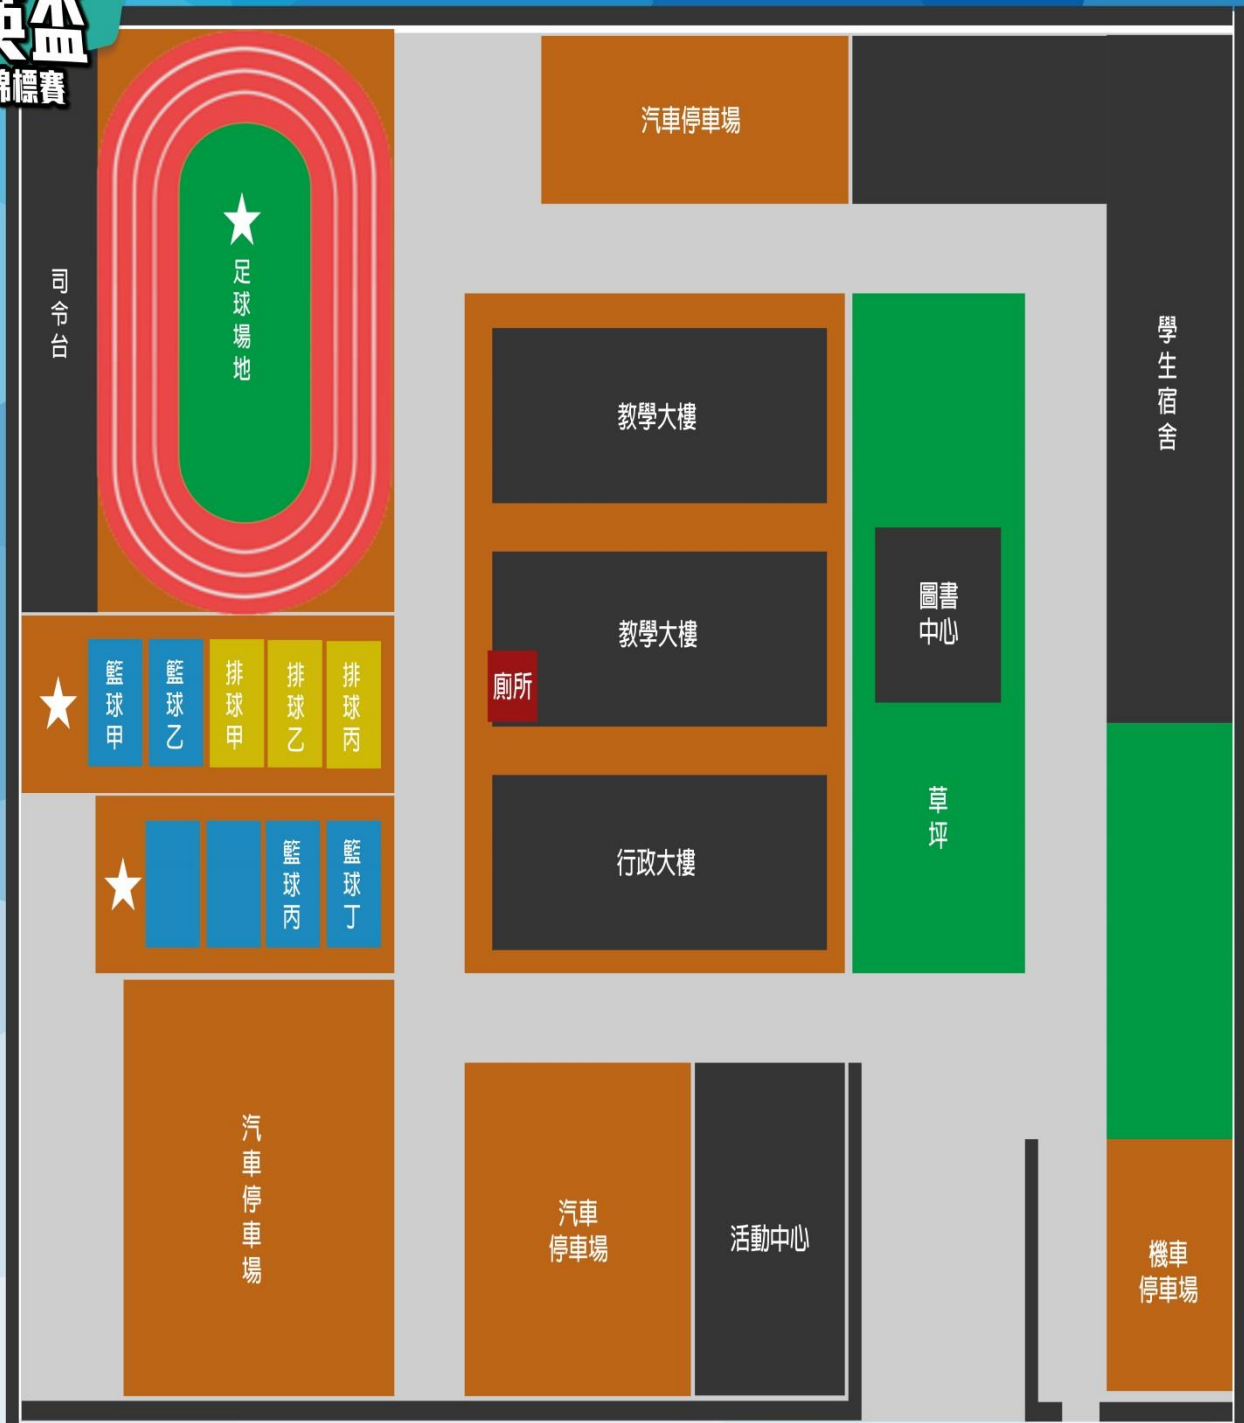 盃
錦標賽
汽車停車場
足球場地
司令台
學生宿舍
教學大樓
教學大樓
圖書
中心
廁所
籃球甲
籃球乙
排球甲
排球乙
排球丙
草坪
籃球丙
籃球丁
行政大樓
汽車停車場
汽車
停車場
活動中心
機車
停車場